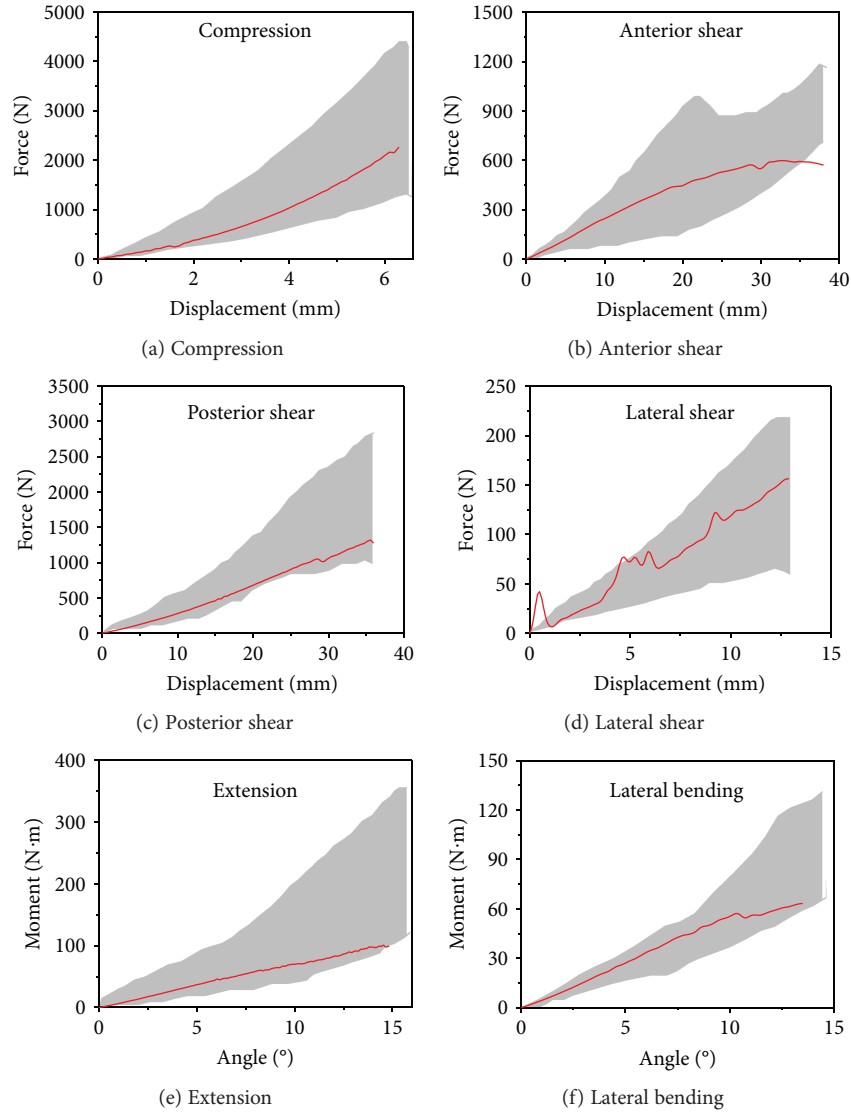 Compression
Force (N)
5000
4000
3000
2000
1000
0
0 2 4 6
Displacement (mm)
(a) Compression
Anterior shear
Force (N)
1500
1200
900
600
300
0
0 10 20 30 40
Displacement (mm)
(b) Anterior shear
Posterior shear
Force (N)
3500
3000
2500
2000
1500
1000
500
0
0 10 20 30 40
Displacement (mm)
(c) Posterior shear
Lateral shear
Force (N)
250
200
150
100
50
0
0 5 10 15
Displacement (mm)
(d) Lateral shear
Extension
Moment (N·m)
400
300
200
100
0
0 5 10 15
Angle (°)
(e) Extension
Lateral bending
Moment (N·m)
150
120
90
60
30
0
0 5 10 15
Angle (°)
(f) Lateral bending